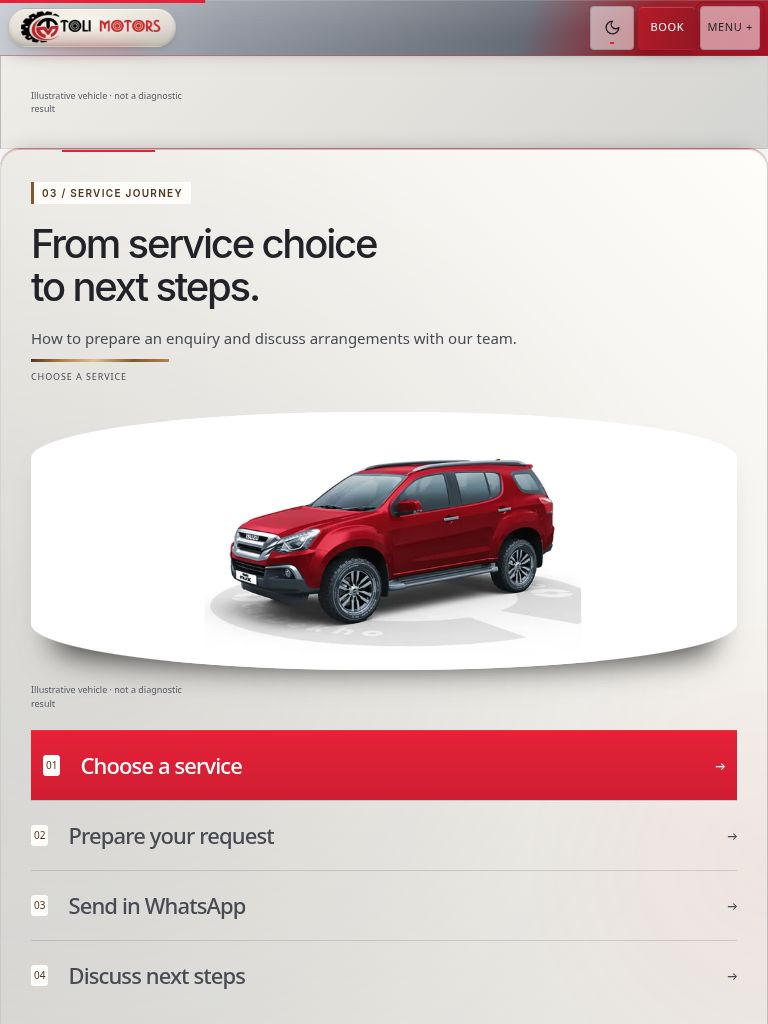 TOLI MOTORS
BOOK
MENU +
Illustrative vehicle · not a diagnostic
result
03 / SERVICE JOURNEY
From service choice
to next steps.
How to prepare an enquiry and discuss arrangements with our team.
CHOOSE A SERVICE
ISUZU
Illustrative vehicle · not a diagnostic
result
01 Choose a service →
02 Prepare your request →
03 Send in WhatsApp →
04 Discuss next steps →